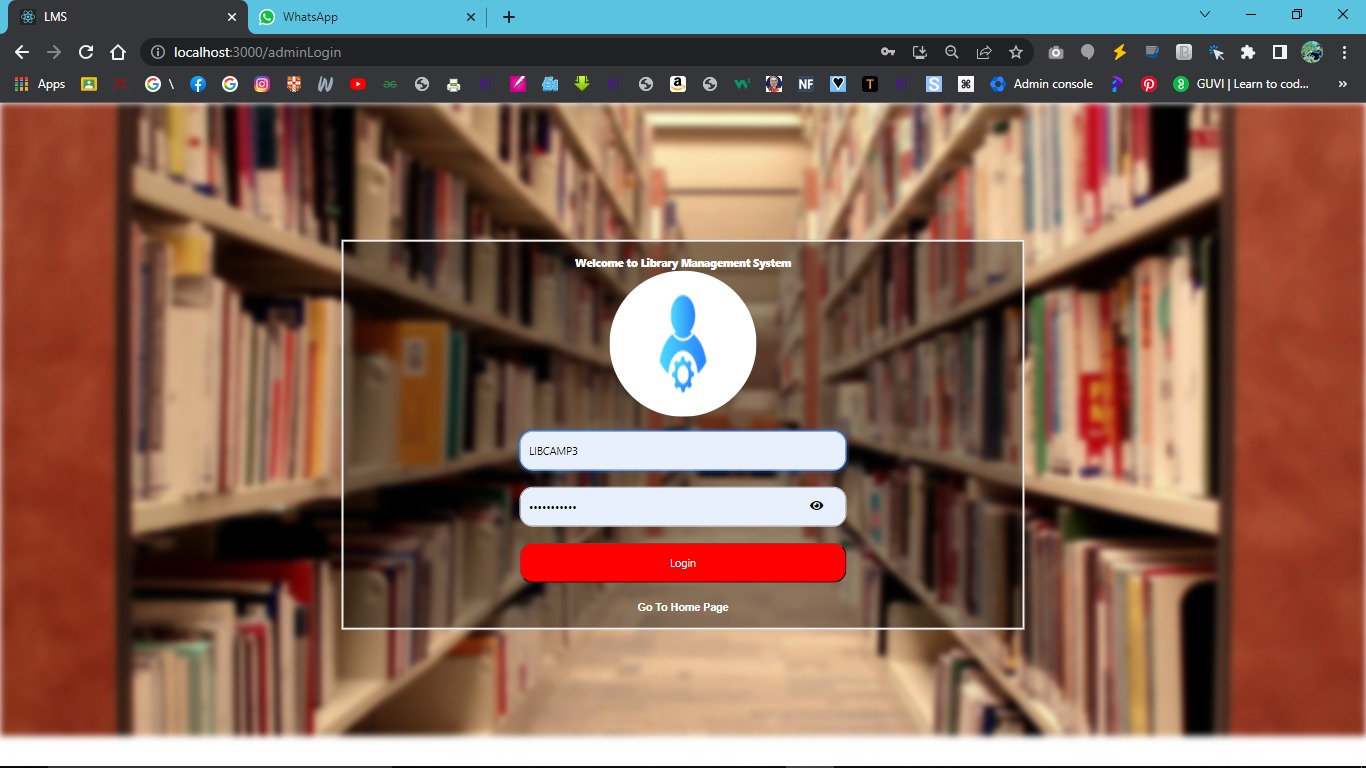 LMS
WhatsApp
localhost:3000/adminLogin
Apps
G \
NF
T
S
B
Admin console
GUVI | Learn to cod...
»
Welcome to Library Management System
LIBCAMP3
•••••••••••
Login
Go To Home Page